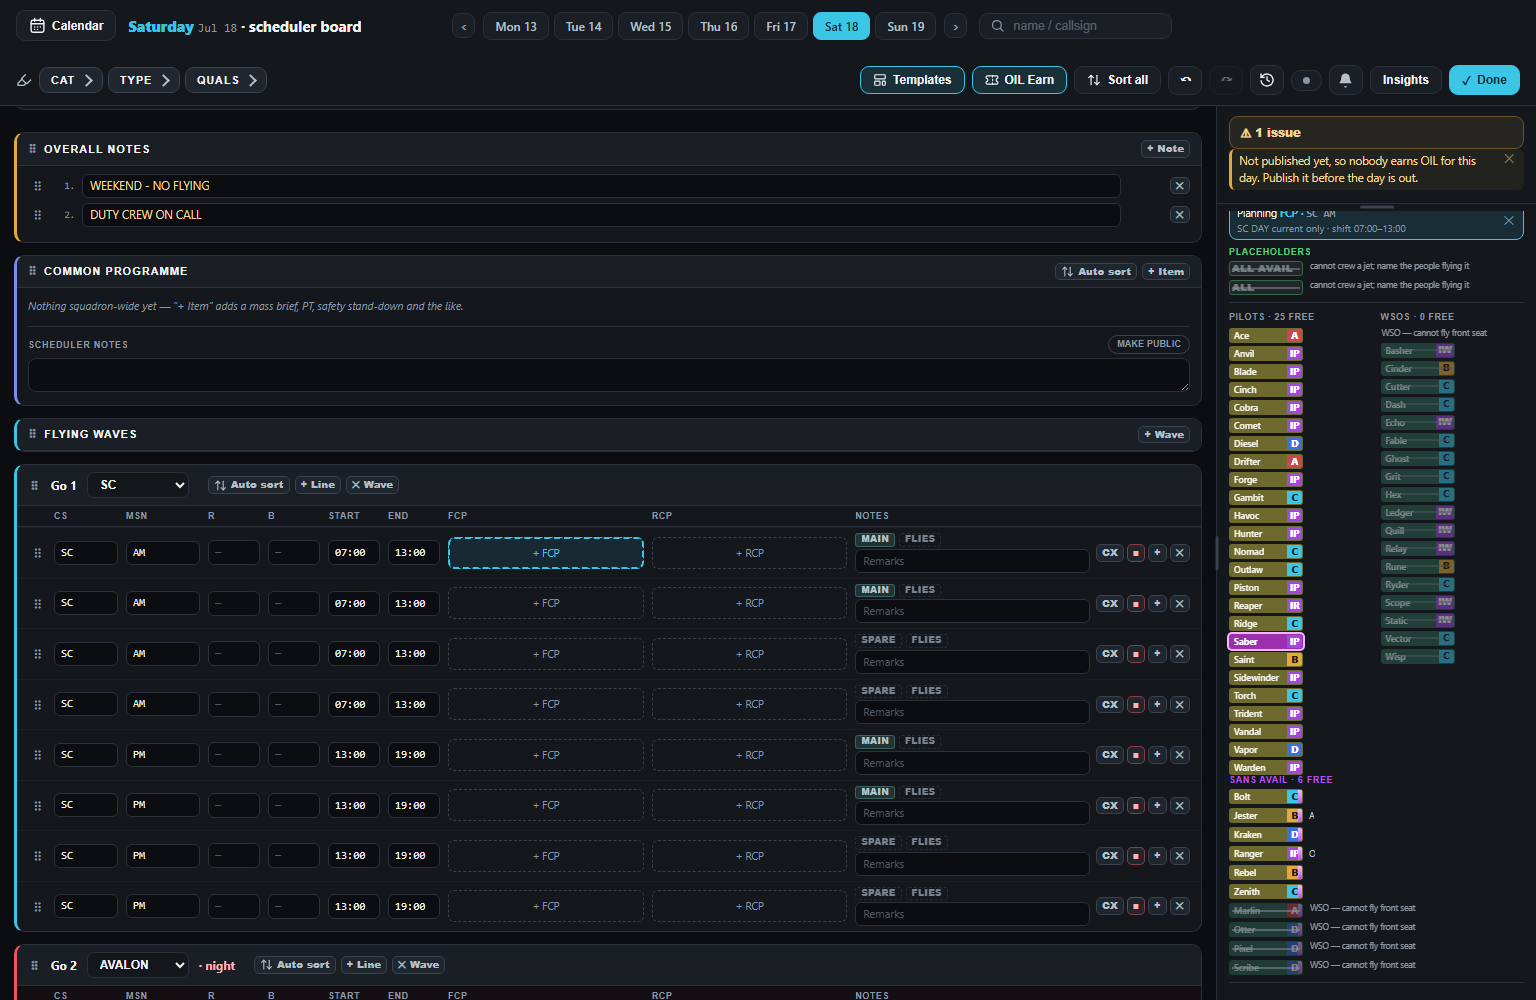 Calendar
Saturday Jul 18 · scheduler board
‹ Mon 13 Tue 14 Wed 15 Thu 16 Fri 17 Sat 18 Sun 19 ›
name / callsign
CAT TYPE QUALS
Templates OIL Earn Sort all Insights ✓ Done
OVERALL NOTES
+ Note
1. WEEKEND - NO FLYING
2. DUTY CREW ON CALL
COMMON PROGRAMME
Auto sort + Item
Nothing squadron-wide yet — "+ Item" adds a mass brief, PT, safety stand-down and the like.
SCHEDULER NOTES
MAKE PUBLIC
FLYING WAVES
+ Wave
Go 1 SC Auto sort + Line ✕ Wave
CS MSN R B START END FCP RCP NOTES
MAIN FLIES
SC AM – – 07:00 13:00 + FCP + RCP Remarks CX ■ + ✕
MAIN FLIES
SC AM – – 07:00 13:00 + FCP + RCP Remarks CX ■ + ✕
SPARE FLIES
SC AM – – 07:00 13:00 + FCP + RCP Remarks CX ■ + ✕
SPARE FLIES
SC AM – – 07:00 13:00 + FCP + RCP Remarks CX ■ + ✕
MAIN FLIES
SC PM – – 13:00 19:00 + FCP + RCP Remarks CX ■ + ✕
MAIN FLIES
SC PM – – 13:00 19:00 + FCP + RCP Remarks CX ■ + ✕
SPARE FLIES
SC PM – – 13:00 19:00 + FCP + RCP Remarks CX ■ + ✕
SPARE FLIES
SC PM – – 13:00 19:00 + FCP + RCP Remarks CX ■ + ✕
Go 2 AVALON · night Auto sort + Line ✕ Wave
CS MSN R B START END FCP RCP NOTES
⚠ 1 issue
Not published yet, so nobody earns OIL for this
day. Publish it before the day is out.
Planning FCP · SC AM
SC DAY current only · shift 07:00–13:00
PLACEHOLDERS
ALL AVAIL cannot crew a jet; name the people flying it
ALL cannot crew a jet; name the people flying it
PILOTS · 25 FREE
Ace A
Anvil IP
Blade IP
Cinch IP
Cobra IP
Comet IP
Diesel D
Drifter A
Forge IP
Gambit C
Havoc IP
Hunter IP
Nomad C
Outlaw C
Piston IP
Reaper IR
Ridge C
Saber IP
Saint B
Sidewinder IP
Torch C
Trident IP
Vandal IP
Vapor D
Warden IP
WSOS · 0 FREE
WSO — cannot fly front seat
Basher IW
Cinder B
Cutter C
Dash C
Echo IW
Fable C
Ghost C
Grit C
Hex C
Ledger IW
Quill IW
Relay IW
Rune B
Ryder C
Scope IW
Static IW
Vector C
Wisp C
SANS AVAIL · 6 FREE
Bolt C
Jester B A
Kraken D
Ranger IP O
Rebel B
Zenith C
Marlin A WSO — cannot fly front seat
Otter D WSO — cannot fly front seat
Pixel D WSO — cannot fly front seat
Scribe D WSO — cannot fly front seat